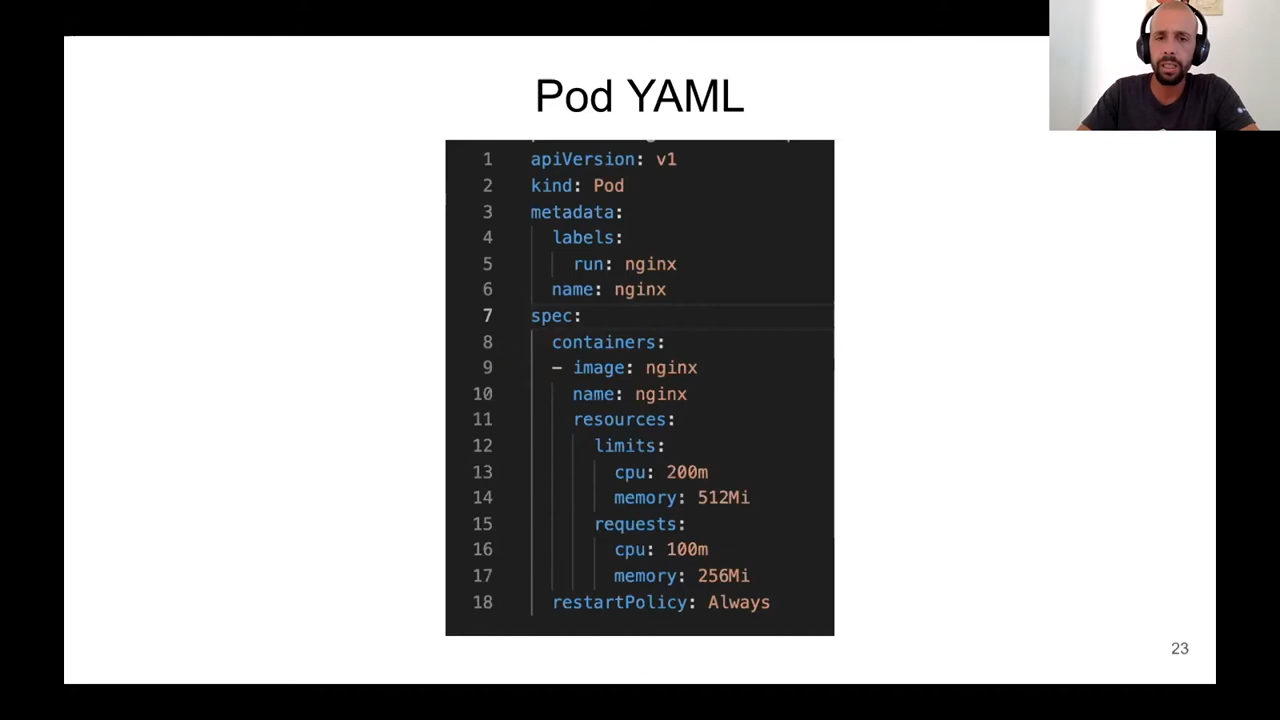 Pod YAML
1 apiVersion: v1
2 kind: Pod
3 metadata:
4   labels:
5     run: nginx
6   name: nginx
7 spec:
8   containers:
9   - image: nginx
10     name: nginx
11     resources:
12       limits:
13         cpu: 200m
14         memory: 512Mi
15       requests:
16         cpu: 100m
17         memory: 256Mi
18   restartPolicy: Always
23